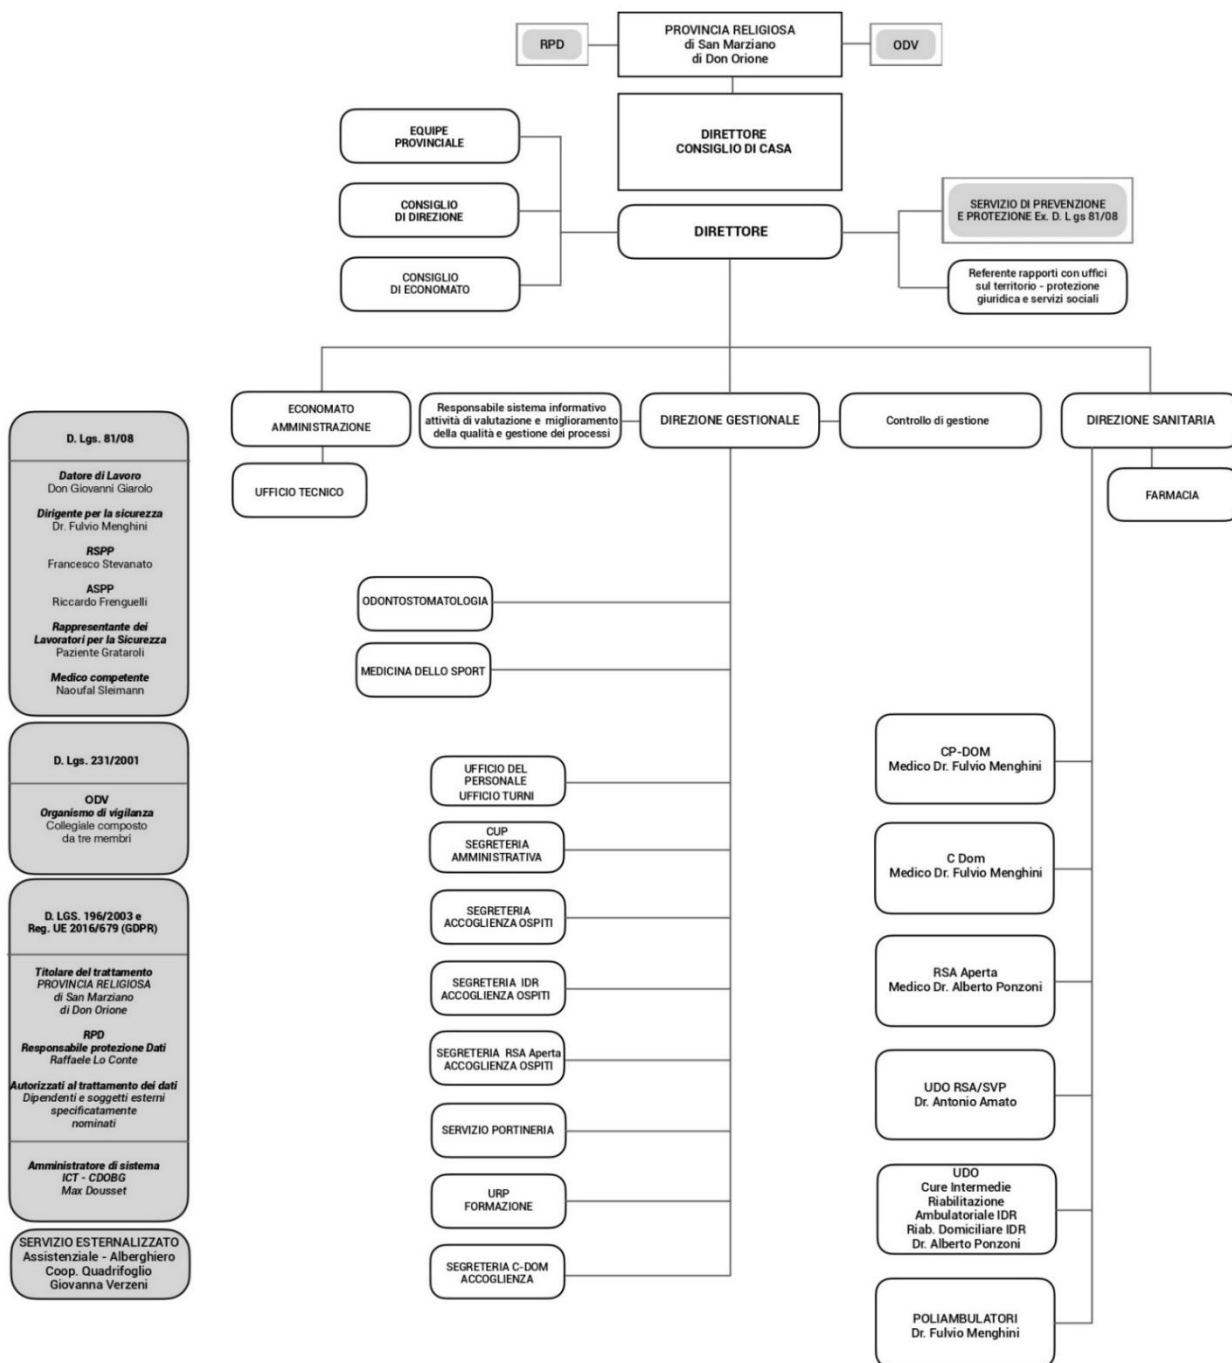 RPD
PROVINCIA RELIGIOSA
di San Marziano
di Don Orione
ODV
DIRETTORE
CONSIGLIO DI CASA
EQUIPE
PROVINCIALE
CONSIGLIO
DI DIREZIONE
CONSIGLIO
DI ECONOMATO
DIRETTORE
SERVIZIO DI PREVENZIONE
E PROTEZIONE Ex. D. L gs 81/08
Referente rapporti con uffici
sul territorio - protezione
giuridica e servizi sociali
ECONOMATO
AMMINISTRAZIONE
Responsabile sistema informativo
attività di valutazione e miglioramento
della qualità e gestione dei processi
DIREZIONE GESTIONALE
Controllo di gestione
DIREZIONE SANITARIA
UFFICIO TECNICO
FARMACIA
D. Lgs. 81/08
Datore di Lavoro
Don Giovanni Giarolo
Dirigente per la sicurezza
Dr. Fulvio Menghini
RSPP
Francesco Stevanato
ASPP
Riccardo Frenguelli
Rappresentante dei
Lavoratori per la Sicurezza
Paziente Grataroli
Medico competente
Naoufal Sleimann
D. Lgs. 231/2001
ODV
Organismo di vigilanza
Collegiale composto
da tre membri
D. LGS. 196/2003 e
Reg. UE 2016/679 (GDPR)
Titolare del trattamento
PROVINCIA RELIGIOSA
di San Marziano
di Don Orione
RPD
Responsabile protezione Dati
Raffaele Lo Conte
Autorizzati al trattamento dei dati
Dipendenti e soggetti esterni
specificatamente
nominati
Amministratore di sistema
ICT - CDOBG
Max Dousset
SERVIZIO ESTERNALIZZATO
Assistenziale - Alberghiero
Coop. Quadrifoglio
Giovanna Verzeni
ODONTOSTOMATOLOGIA
MEDICINA DELLO SPORT
UFFICIO DEL
PERSONALE
UFFICIO TURNI
CUP
SEGRETERIA
AMMINISTRATIVA
SEGRETERIA
ACCOGLIENZA OSPITI
SEGRETERIA IDR
ACCOGLIENZA OSPITI
SEGRETERIA RSA Aperta
ACCOGLIENZA OSPITI
SERVIZIO PORTINERIA
URP
FORMAZIONE
SEGRETERIA C-DOM
ACCOGLIENZA
CP-DOM
Medico Dr. Fulvio Menghini
C Dom
Medico Dr. Fulvio Menghini
RSA Aperta
Medico Dr. Alberto Ponzoni
UDO RSA/SVP
Dr. Antonio Amato
UDO
Cure Intermedie
Riabilitazione
Ambulatoriale IDR
Riab. Domiciliare IDR
Dr. Alberto Ponzoni
POLIAMBULATORI
Dr. Fulvio Menghini